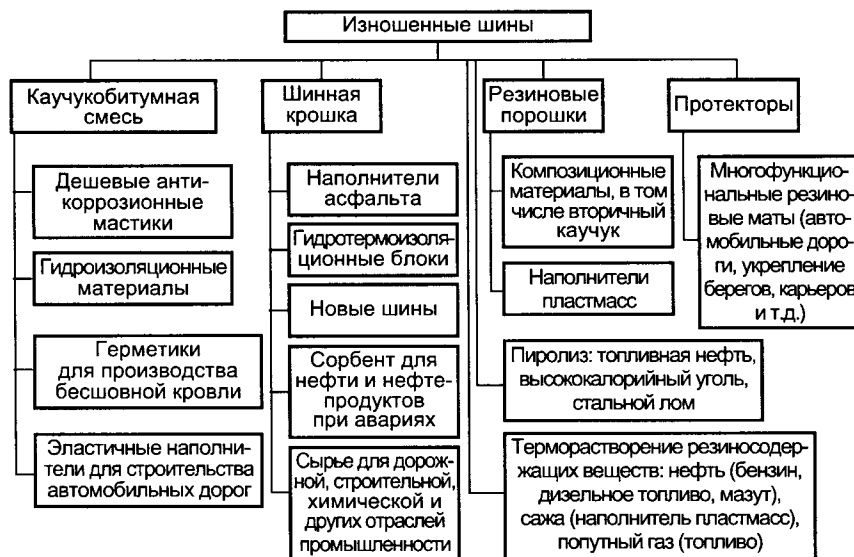 Изношенные шины
Каучукобитумная
смесь
Дешевые анти-
коррозионные
мастики
Гидроизоляционные
материалы
Герметики
для производства
бесшовной кровли
Эластичные наполни-
тели для строительства
автомобильных дорог
Шинная
крошка
Наполнители
асфальта
Гидротермоизоля-
ционные блоки
Новые шины
Сорбент для
нефти и нефте-
продуктов
при авариях
Сырье для дорож-
ной, строительной,
химической и
других отраслей
промышленности
Резиновые
порошки
Композиционные
материалы, в том
числе вторичный
каучук
Наполнители
пластмасс
Протекторы
Многофункцио-
нальные резино-
вые маты (авто-
мобильные доро-
ги, укрепление
берегов, карьеров
и т.д.)
Пиролиз: топливная нефть,
высококалорийный уголь,
стальной лом
Терморастворение резиносодер-
жащих веществ: нефть (бензин,
дизельное топливо, мазут),
сажа (наполнитель пластмасс),
попутный газ (топливо)